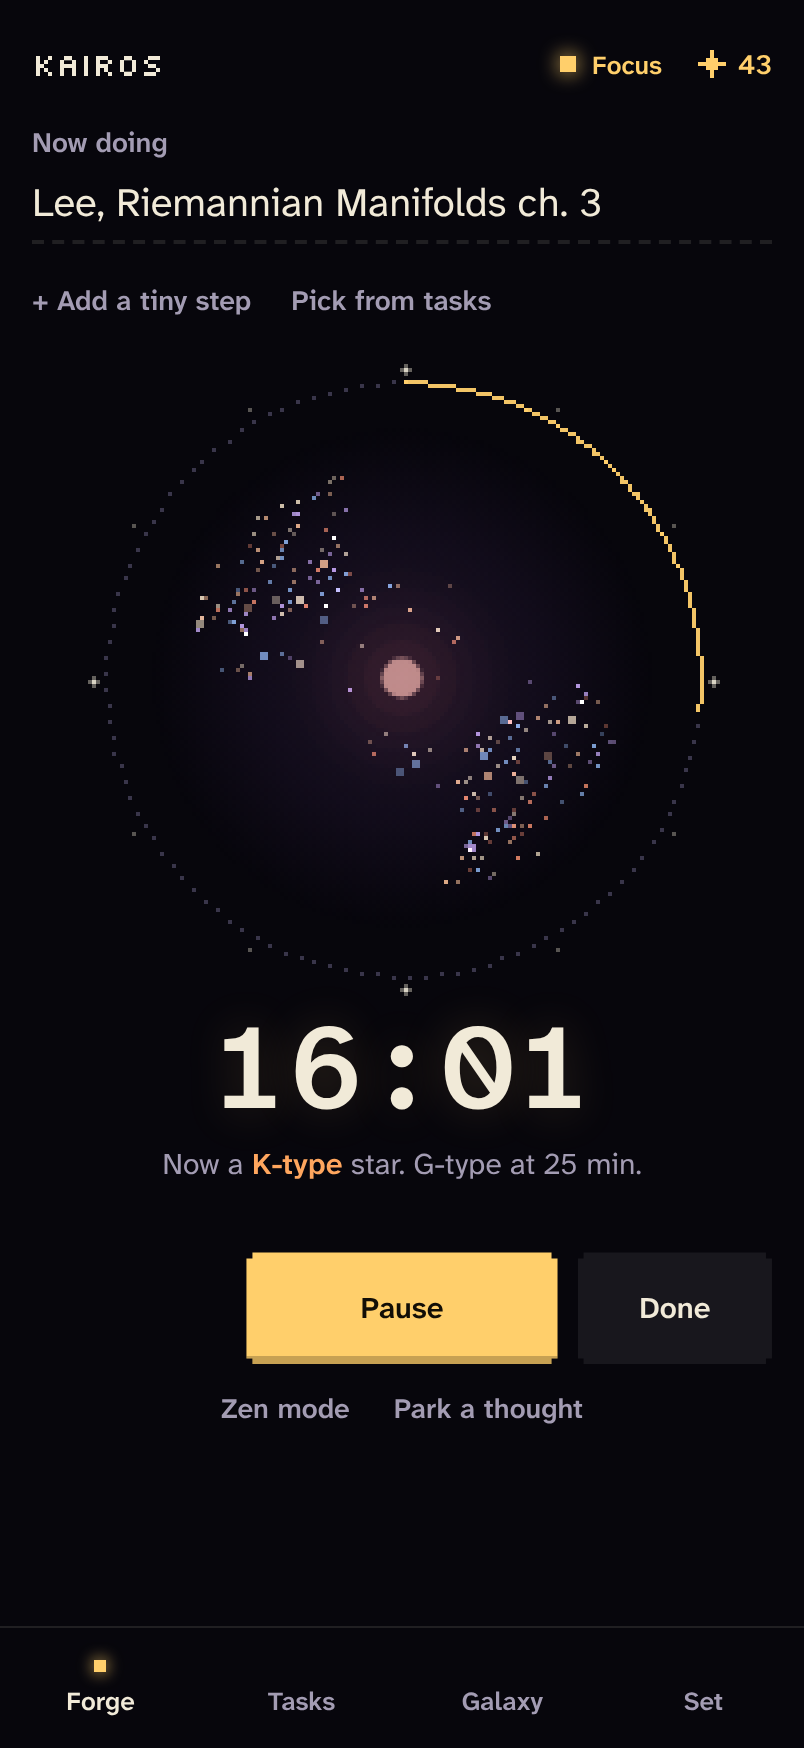 KAIROS
Focus 43
Now doing
Lee, Riemannian Manifolds ch. 3
+ Add a tiny step Pick from tasks
16:01
Now a K-type star. G-type at 25 min.
Pause Done
Zen mode Park a thought
Forge Tasks Galaxy Set